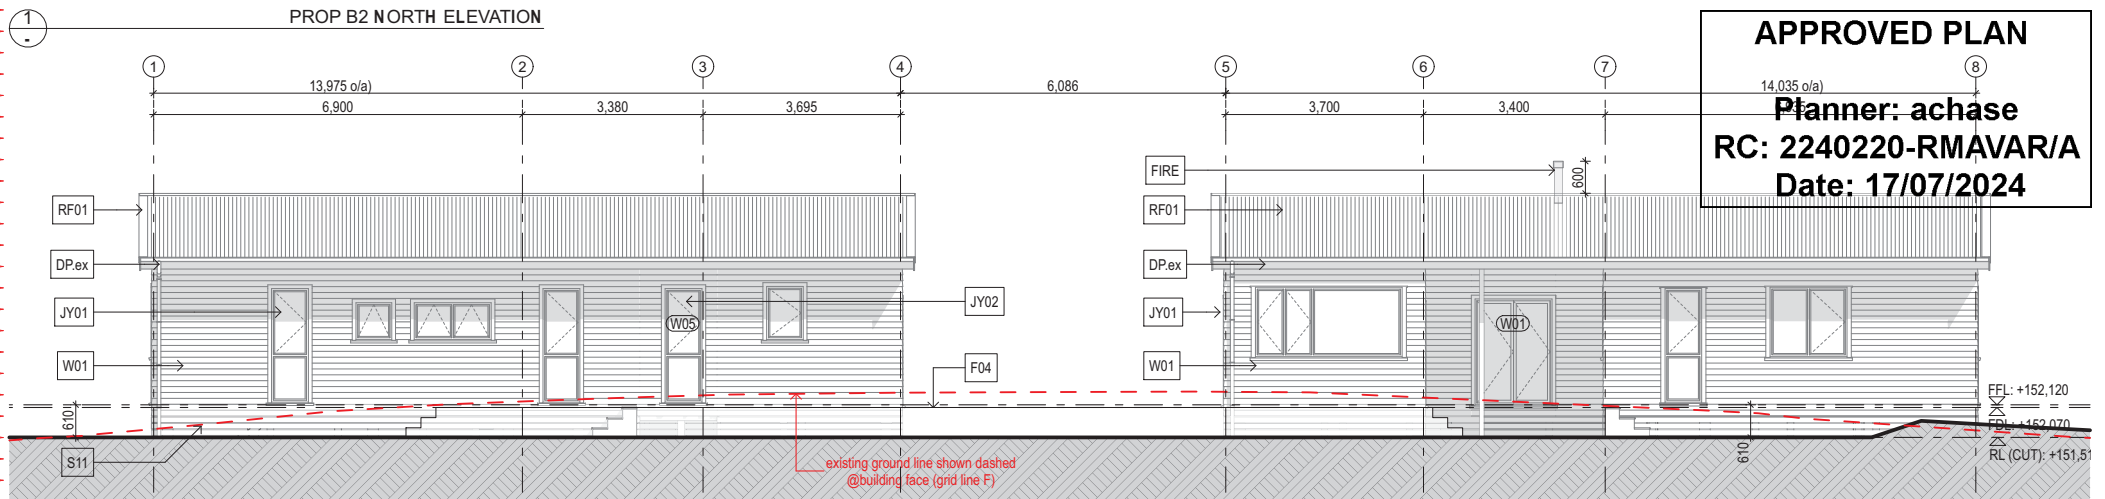 1
-
PROP B2 NORTH ELEVATION
APPROVED PLAN
Planner: achase
RC: 2240220-RMAVAR/A
Date: 17/07/2024
1 2 3 4 5 6 7 8
13,975 o/a) 6,086 14,035 o/a)
6,900 3,380 3,695 3,700 3,400
FIRE
600
RF01 RF01
DP.ex DP.ex
JY01 JY02 JY01
W05 W01
W01 F04 W01
FFL: +152,120
610
FDL: +152,070
610
RL (CUT): +151,51
S11
existing ground line shown dashed
@building face (grid line F)